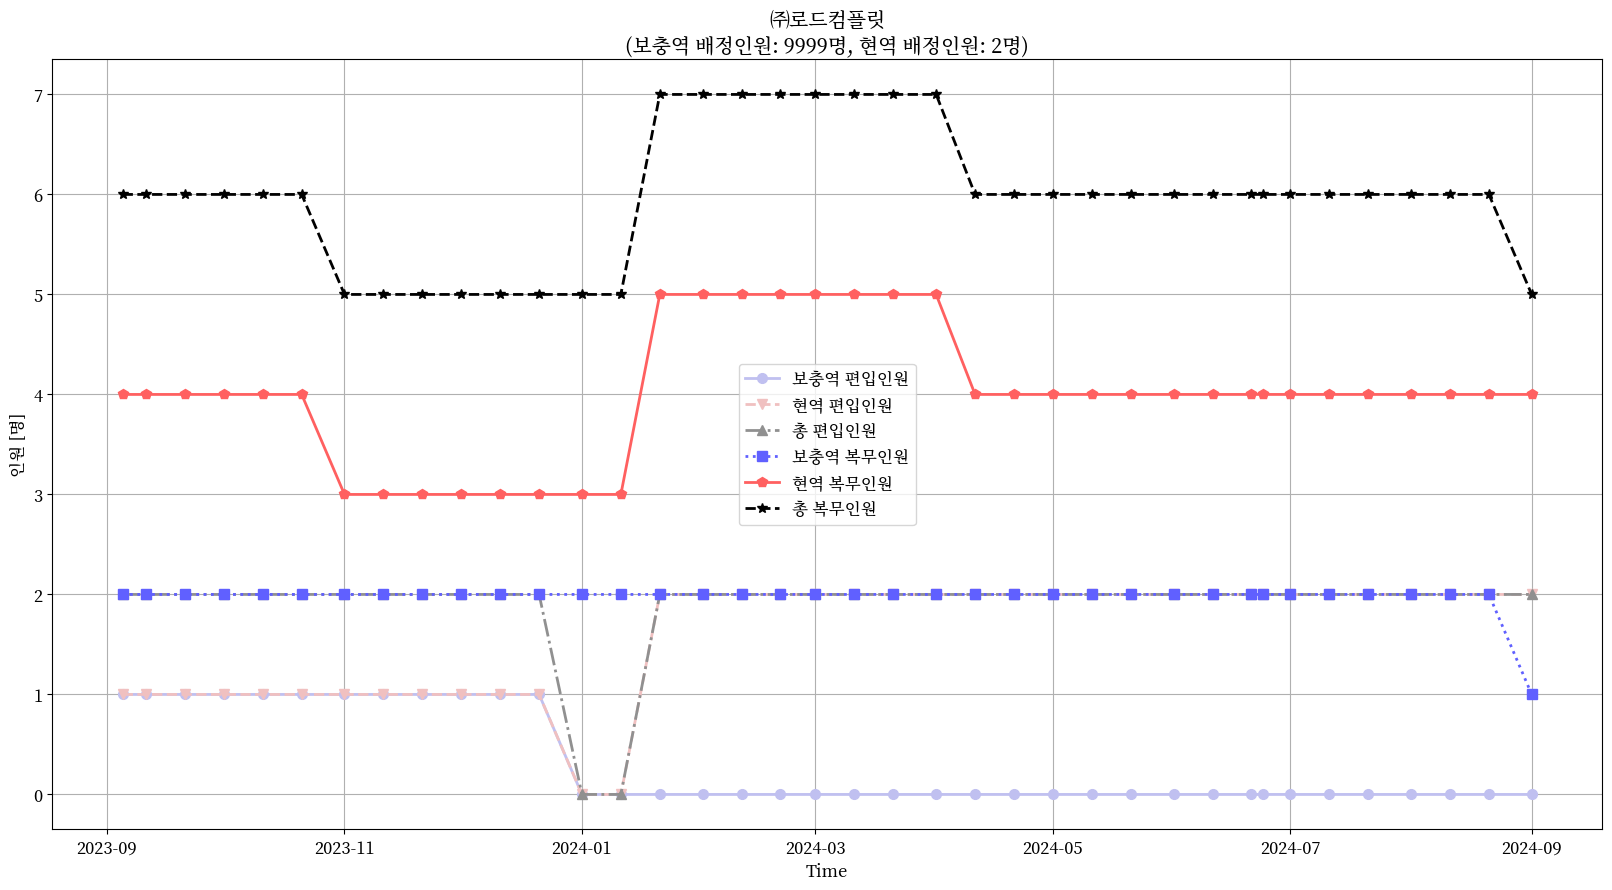 ㈜로드컴플릿
(보충역 배정인원: 9999명, 현역 배정인원: 2명)
인원 [명]
7
6
5
4
3
2
1
0
보충역 편입인원
현역 편입인원
총 편입인원
보충역 복무인원
현역 복무인원
총 복무인원
2023-09 2023-11 2024-01 2024-03 2024-05 2024-07 2024-09
Time